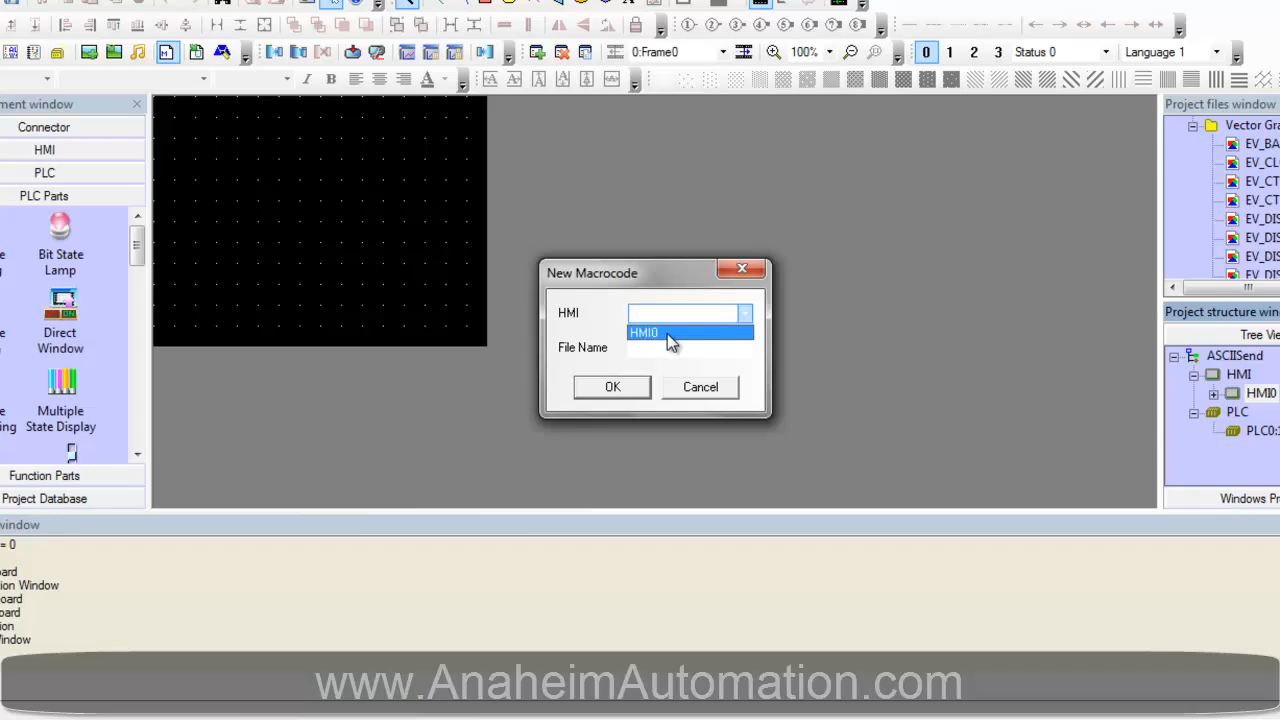 0:Frame0 100% 0 1 2 3 Status 0 Language 1
I B A
ment window
Connector
HMI
PLC
PLC Parts
Bit State
Lamp
Direct
Window
Multiple
State Display
ng
Function Parts
Project Database
New Macrocode
HMI
HMI0
File Name
OK Cancel
Project files window
Vector Gra
EV_BA
EV_CL
EV_CT
EV_CT
EV_DIS
EV_DIS
EV_DIS
EV_DIS
Project structure win
Tree Vie
ASCIISend
HMI
HMI0
PLC
PLC0:
Windows Pr
window
= 0
oard
ion Window
oard
oard
tion
Window
www.AnaheimAutomation.com